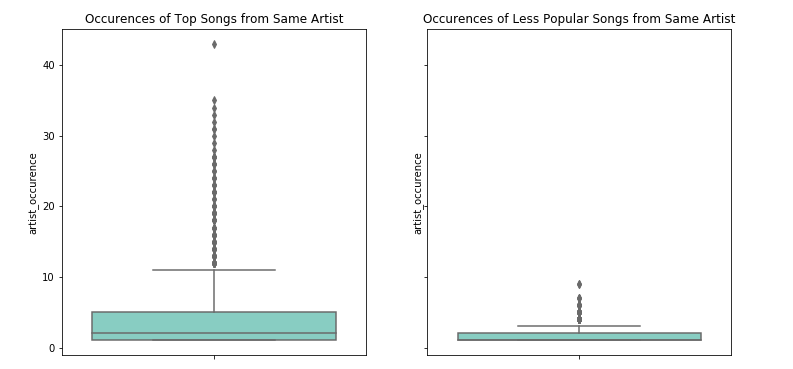 Occurences of Top Songs from Same Artist
artist_occurence
40
30
20
10
0
Occurences of Less Popular Songs from Same Artist
artist_occurence